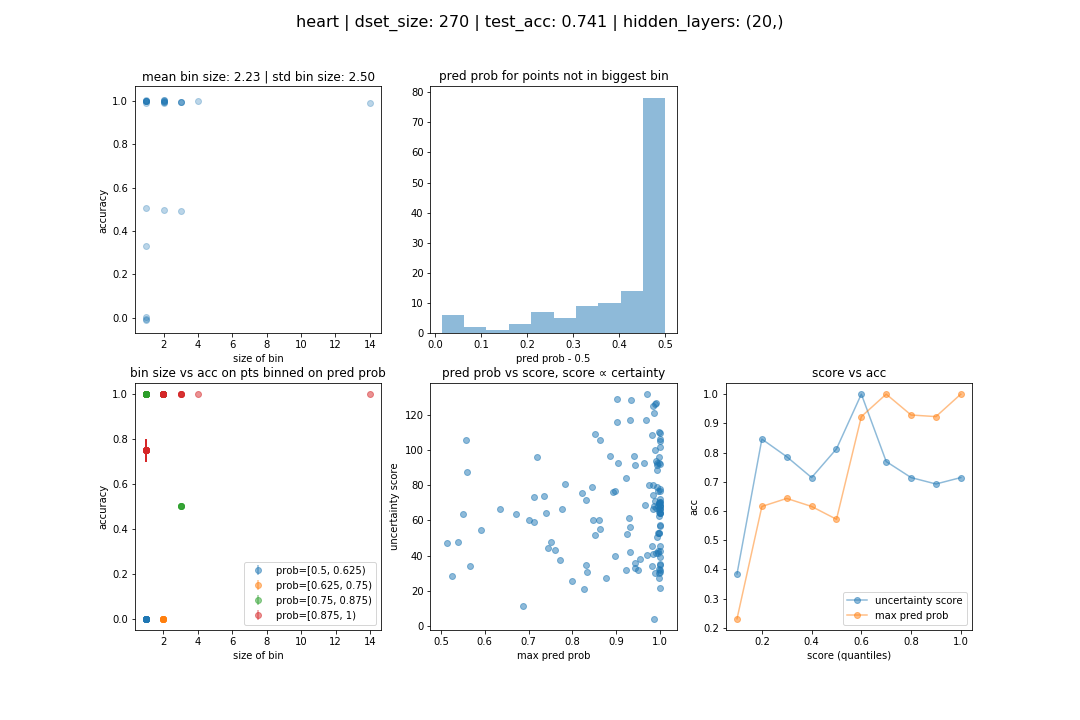 heart | dset_size: 270 | test_acc: 0.741 | hidden_layers: (20,)
mean bin size: 2.23 | std bin size: 2.50
1.0
0.8
0.6
0.4
0.2
0.0
accuracy
2 4 6 8 10 12 14
size of bin
pred prob for points not in biggest bin
80
70
60
50
40
30
20
10
0
0.0 0.1 0.2 0.3 0.4 0.5
pred prob - 0.5
bin size vs acc on pts binned on pred prob
1.0
0.8
0.6
0.4
0.2
0.0
accuracy
prob=[0.5, 0.625)
prob=[0.625, 0.75)
prob=[0.75, 0.875)
prob=[0.875, 1)
2 4 6 8 10 12 14
size of bin
pred prob vs score, score ∝ certainty
120
100
80
60
40
20
0
uncertainty score
0.5 0.6 0.7 0.8 0.9 1.0
max pred prob
score vs acc
1.0
0.9
0.8
0.7
0.6
0.5
0.4
0.3
0.2
acc
uncertainty score
max pred prob
0.2 0.4 0.6 0.8 1.0
score (quantiles)